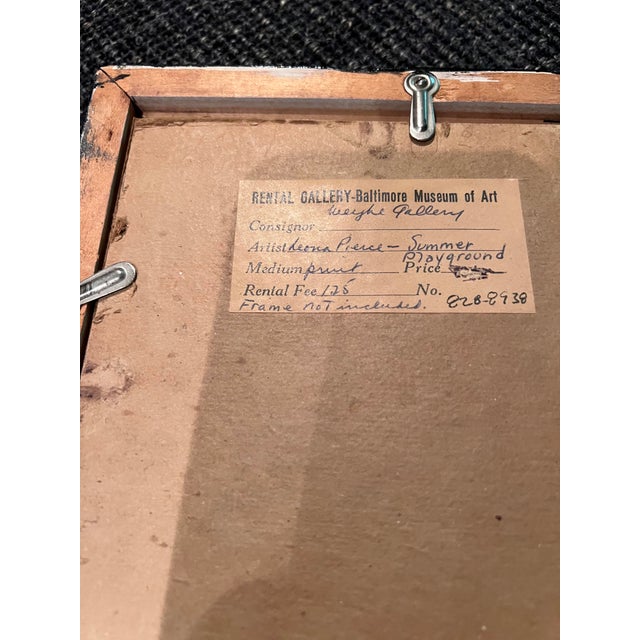 RENTAL GALLERY-Baltimore Museum of Art
Weyhe Gallery
Consignor
Artist Leona Pierce - Summer
Playground
Medium print Price
Rental Fee 1.25 No. 828-8938
Frame not included.